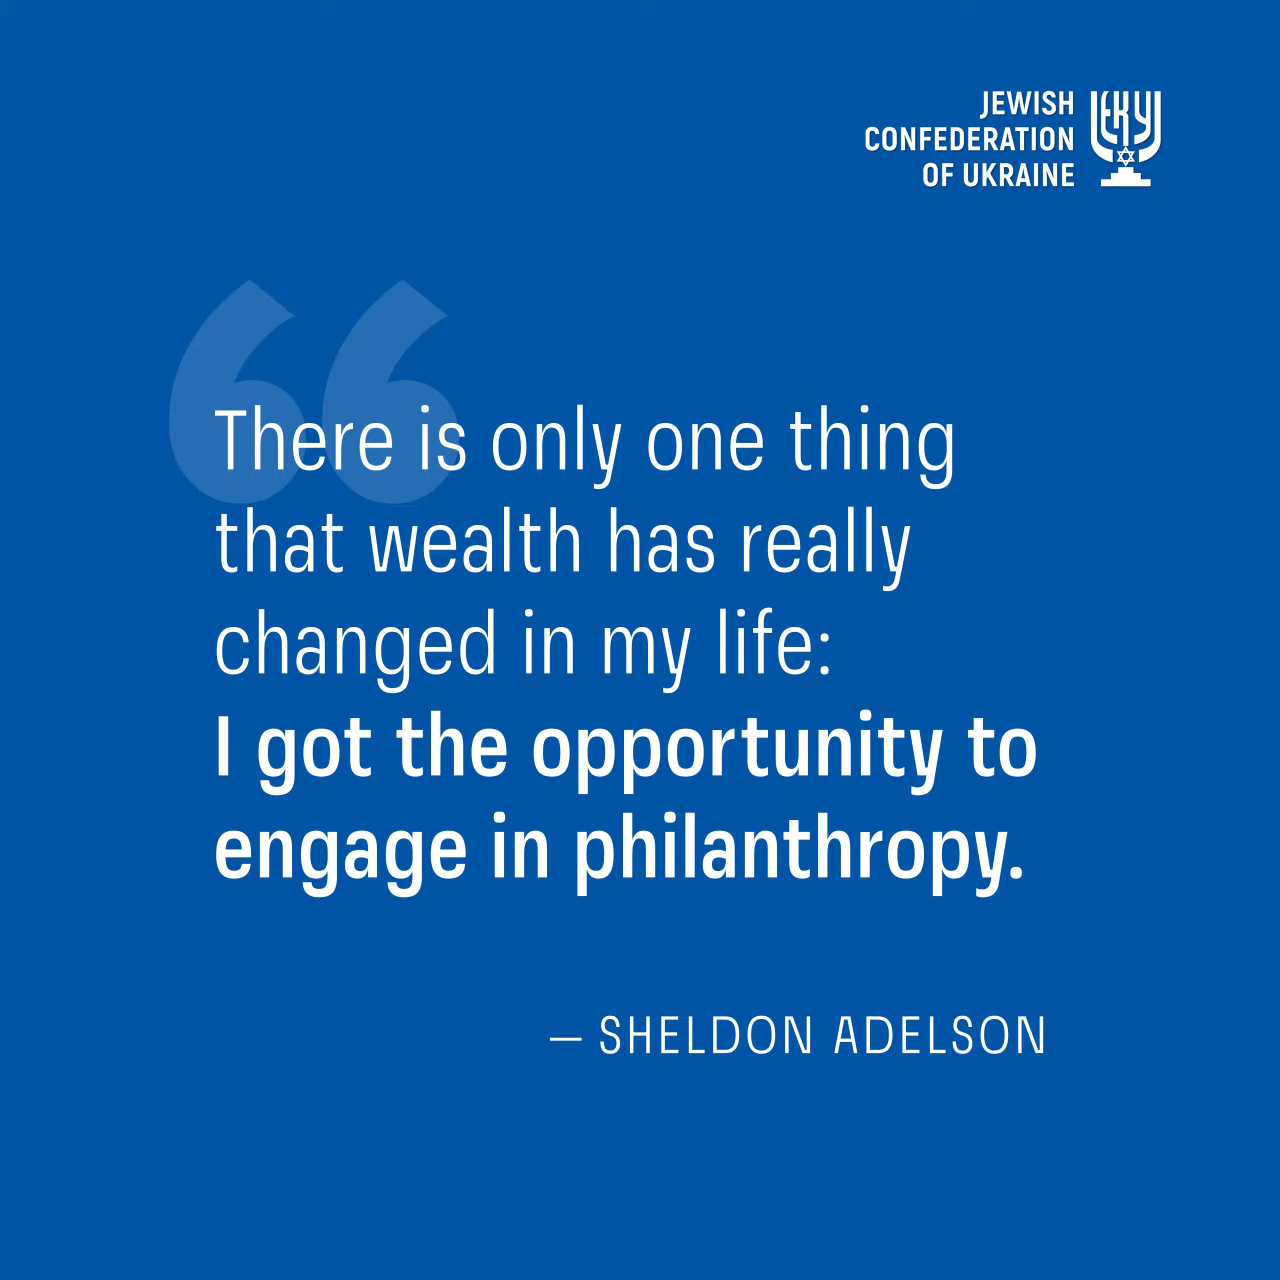 JEWISH
CONFEDERATION
OF UKRAINE
There is only one thing
that wealth has really
changed in my life:
I got the opportunity to
engage in philanthropy.
— SHELDON ADELSON